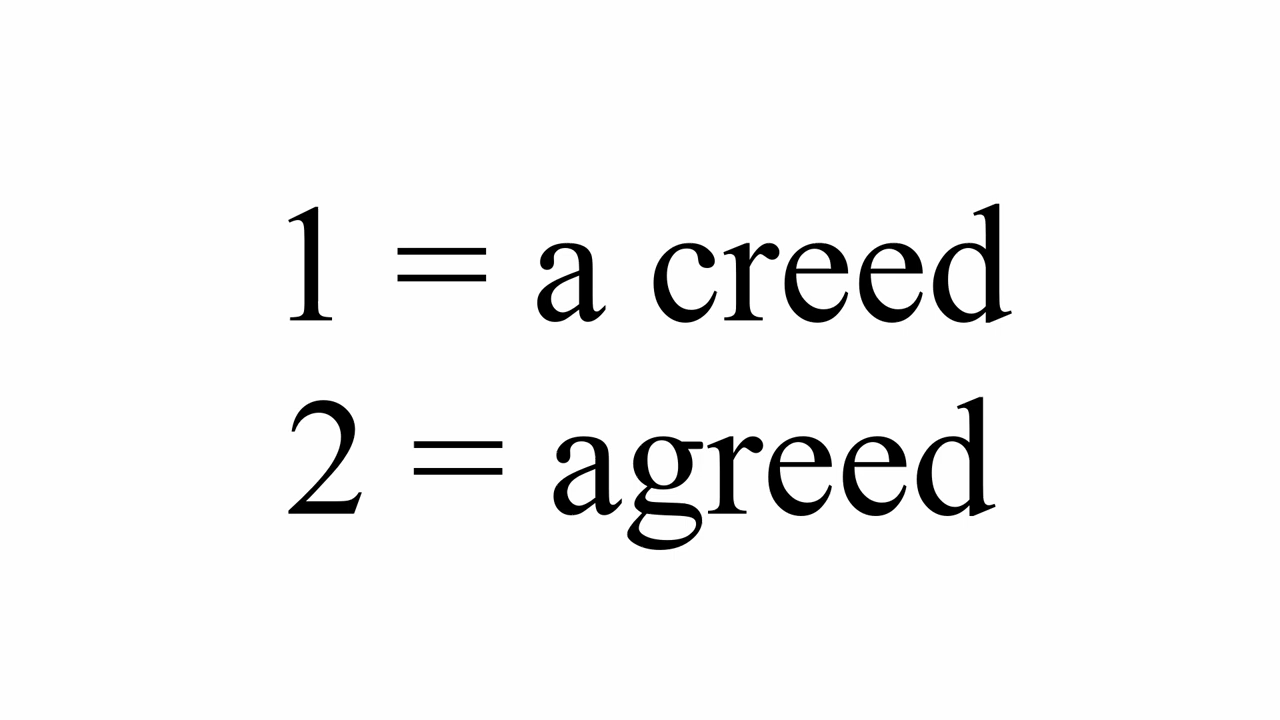 1 = a creed
2 = agreed